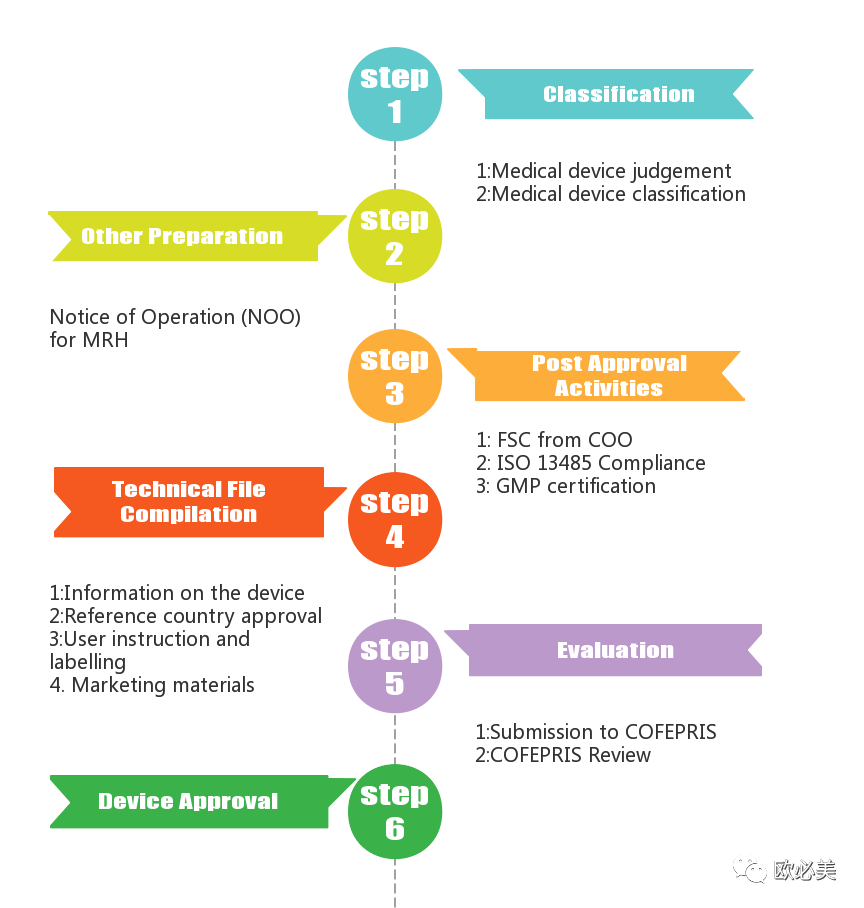 step
1
Classification
1:Medical device judgement
2:Medical device classification
step
2
Other Preparation
Notice of Operation (NOO)
for MRH
step
3
Post Approval
Activities
1: FSC from COO
2: ISO 13485 Compliance
3: GMP certification
step
4
Technical File
Compilation
1:Information on the device
2:Reference country approval
3:User instruction and
labelling
4. Marketing materials
step
5
Evaluation
1:Submission to COFEPRIS
2:COFEPRIS Review
step
6
Device Approval
欧必美